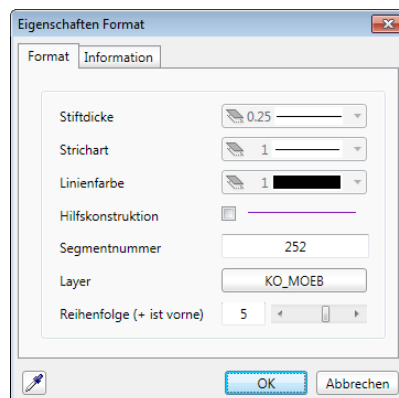 Eigenschaften Format
Format Information
Stiftdicke 0.25
Strichart 1
Linienfarbe 1
Hilfskonstruktion
Segmentnummer 252
Layer KO_MOEB
Reihenfolge (+ ist vorne) 5
OK Abbrechen